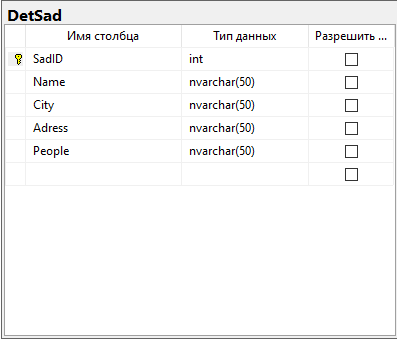 DetSad
Имя столбца Тип данных Разрешить ...
SadID int
Name nvarchar(50)
City nvarchar(50)
Adress nvarchar(50)
People nvarchar(50)